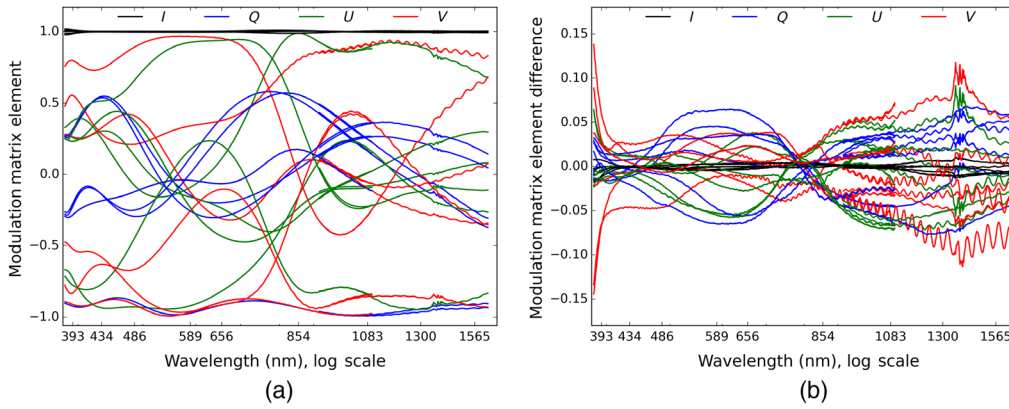 I Q U V
1.0
0.5
0.0
−0.5
−1.0
Modulation matrix element
393 434 486 589 656 854 1083 1300 1565
Wavelength (nm), log scale
(a)
I Q U V
0.15
0.10
0.05
0.00
−0.05
−0.10
−0.15
Modulation matrix element difference
393 434 486 589 656 854 1083 1300 1565
Wavelength (nm), log scale
(b)